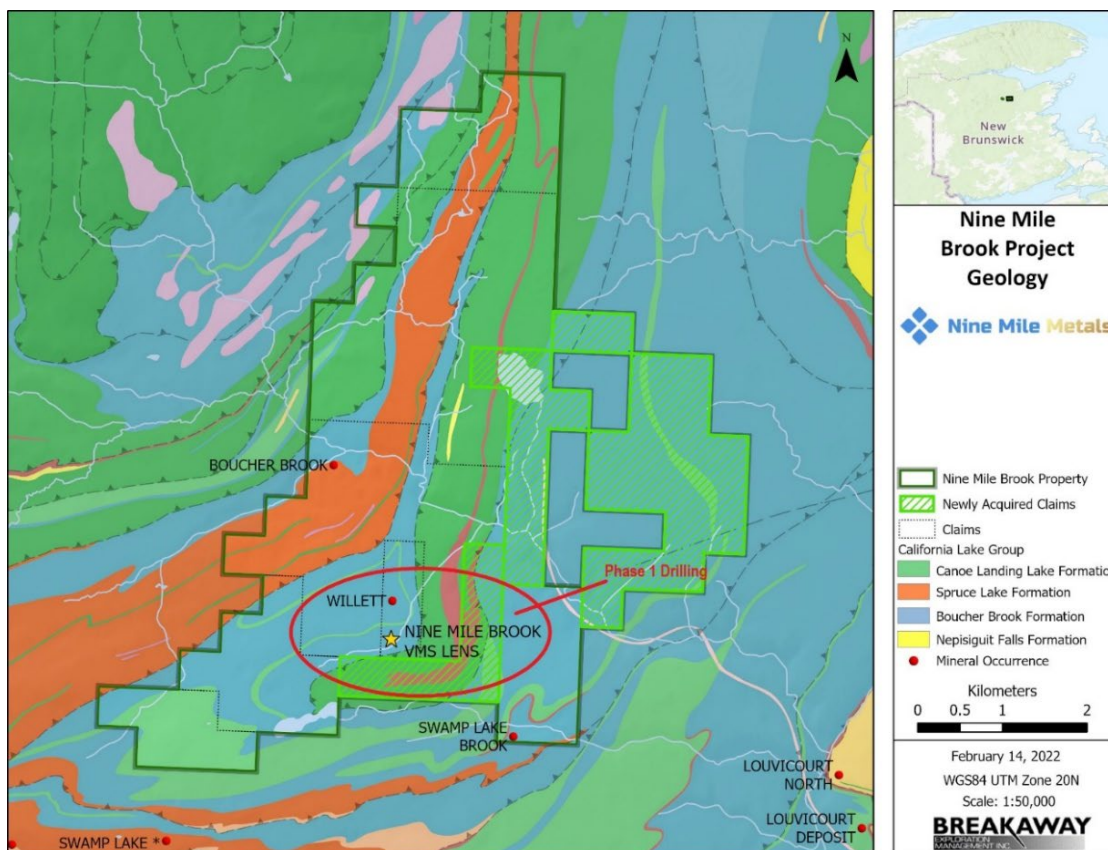 N
BOUCHER BROOK
Phase 1 Drilling
WILLETT
NINE MILE BROOK
VMS LENS
SWAMP LAKE
BROOK
LOUVICOURT
NORTH
LOUVICOURT
DEPOSIT
SWAMP LAKE *
New
Brunswick
Nine Mile
Brook Project
Geology
Nine Mile Metals
Nine Mile Brook Property
Newly Acquired Claims
Claims
California Lake Group
Canoe Landing Lake Formation
Spruce Lake Formation
Boucher Brook Formation
Nepisiguit Falls Formation
Mineral Occurrence
Kilometers
0 0.5 1 2
February 14, 2022
WGS84 UTM Zone 20N
Scale: 1:50,000
BREAKAWAY
EXPLORATION
MANAGEMENT INC.